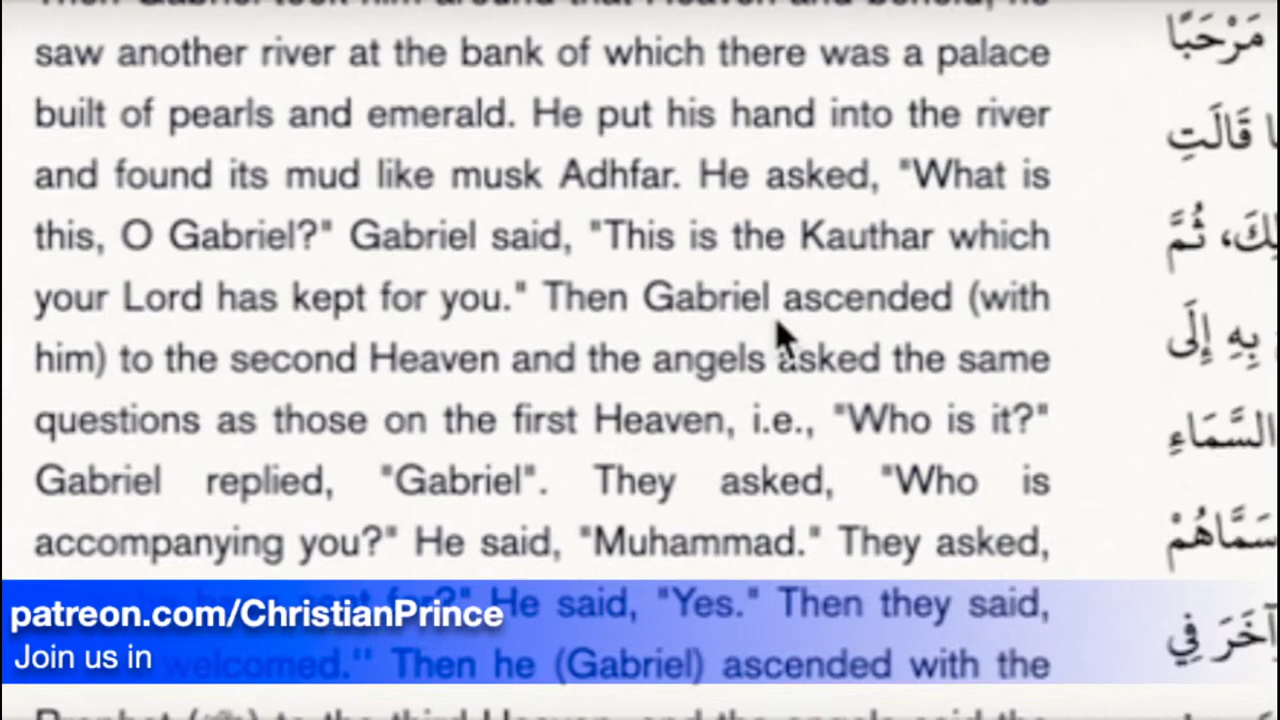 saw another river at the bank of which there was a palace
built of pearls and emerald. He put his hand into the river
and found its mud like musk Adhfar. He asked, "What is
this, O Gabriel?" Gabriel said, "This is the Kauthar which
your Lord has kept for you." Then Gabriel ascended (with
him) to the second Heaven and the angels asked the same
questions as those on the first Heaven, i.e., "Who is it?"
Gabriel replied, "Gabriel". They asked, "Who is
accompanying you?" He said, "Muhammad." They asked,
for?" He said, "Yes." Then they said,
welcomed.'' Then he (Gabriel) ascended with the
patreon.com/ChristianPrince
Join us in
مَرْحَبًا
قَالَتِ
ثُمَّ
بِهِ إِلَى
السَّمَاءِ
آخَرَ فِي